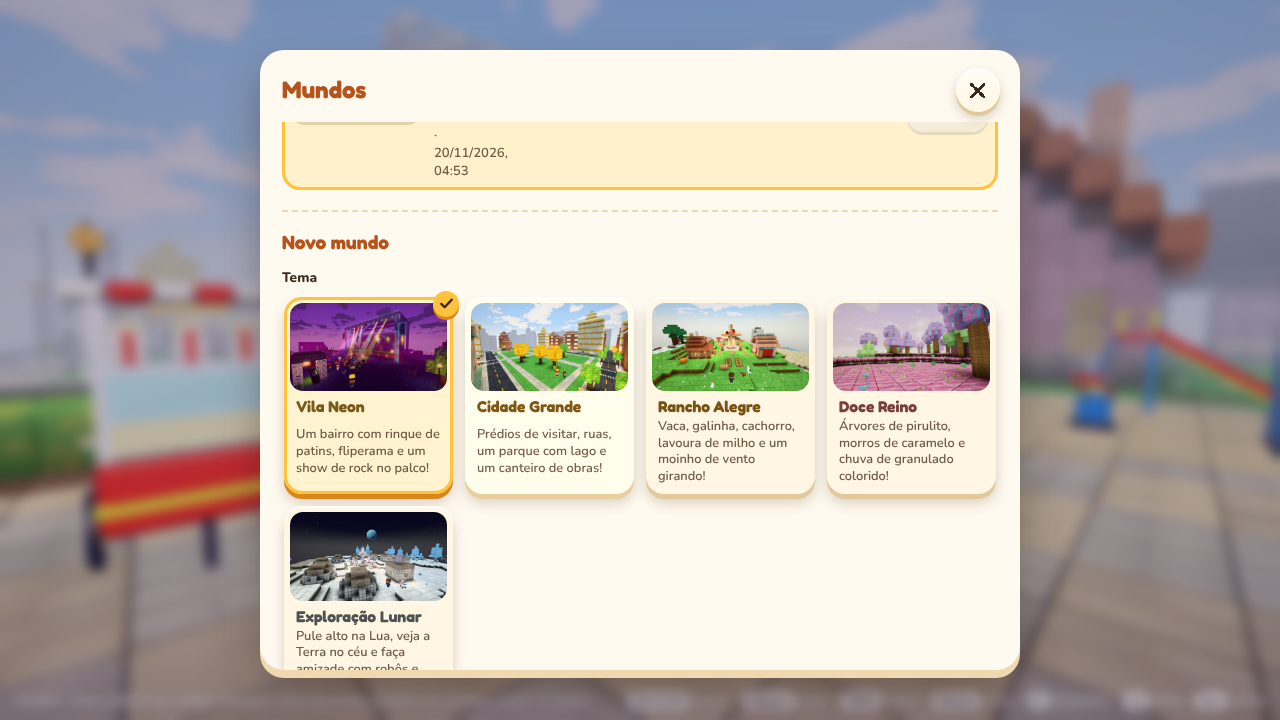 Mundos
.
20/11/2026,
04:53
Novo mundo
Tema
Vila Neon
Um bairro com rinque de
patins, fliperama e um
show de rock no palco!
Cidade Grande
Prédios de visitar, ruas,
um parque com lago e
um canteiro de obras!
Rancho Alegre
Vaca, galinha, cachorro,
lavoura de milho e um
moinho de vento
girando!
Doce Reino
Árvores de pirulito,
morros de caramelo e
chuva de granulado
colorido!
Exploração Lunar
Pule alto na Lua, veja a
Terra no céu e faça
amizade com robôs e